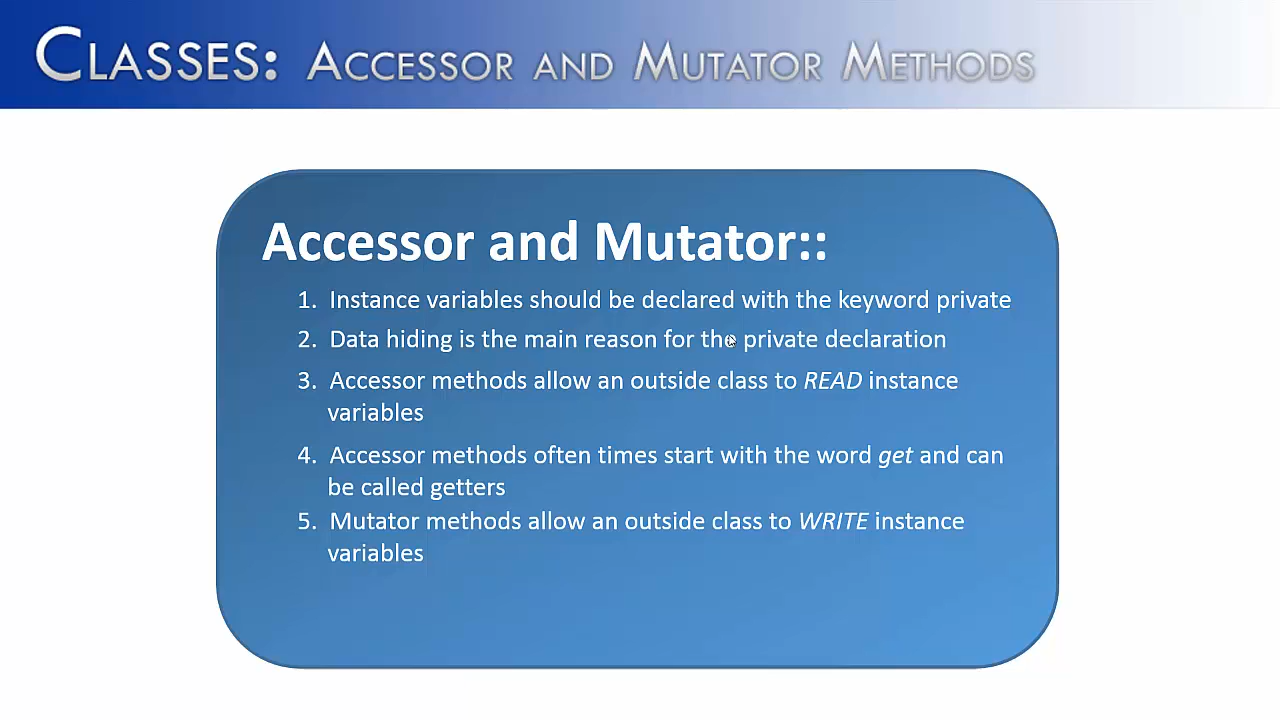 CLASSES: ACCESSOR AND MUTATOR METHODS
Accessor and Mutator::
1. Instance variables should be declared with the keyword private
2. Data hiding is the main reason for the private declaration
3. Accessor methods allow an outside class to READ instance
variables
4. Accessor methods often times start with the word get and can
be called getters
5. Mutator methods allow an outside class to WRITE instance
variables